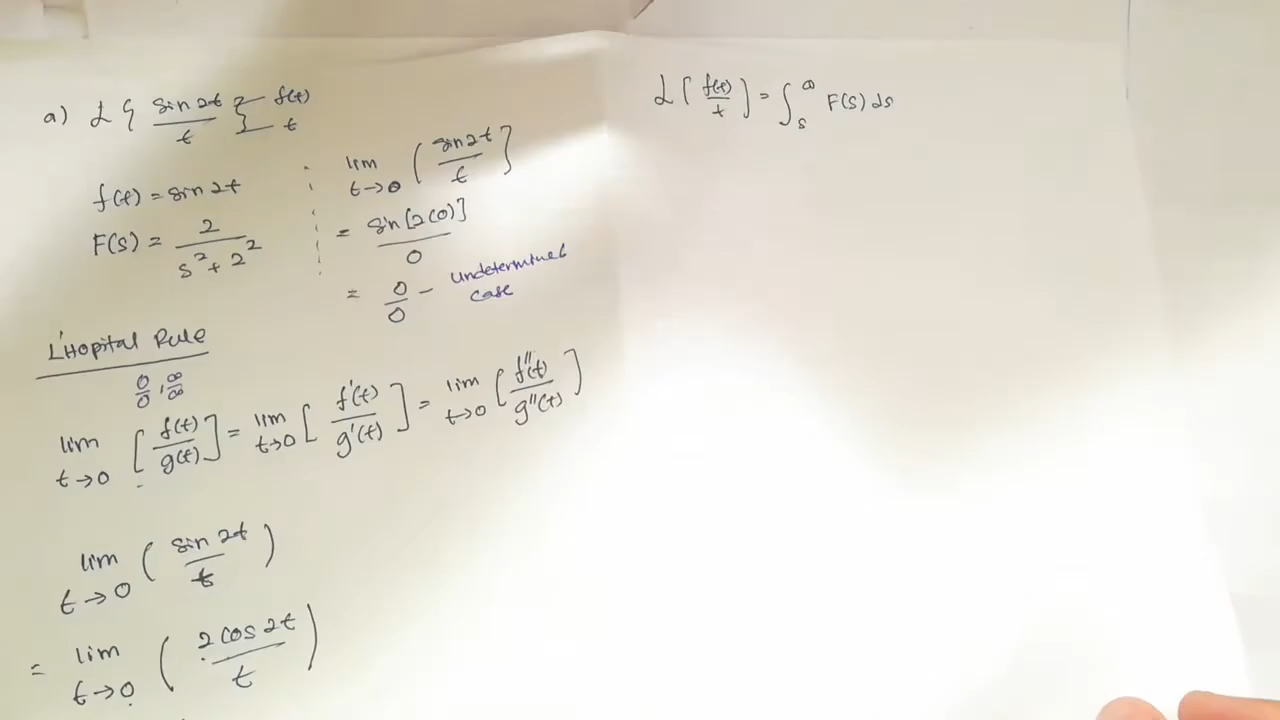 a) ℒ { sin 2t / t } f(t) t
f(t) = sin 2t
F(s) = 2 / s² + 2²
lim t→0 ( sin 2t / t )
= sin[2(0)] / 0
= 0/0 - undetermined case
L'Hopital Rule
0/0 , ∞/∞
lim t→0 [ f(t) / g(t) ] = lim t→0 [ f'(t) / g'(t) ] = lim t→0 [ f''(t) / g''(t) ]
lim t→0 ( sin 2t / t )
= lim t→0 ( 2 cos 2t / t )
ℒ [ f(t) / t ] = ∫ₛ^∞ F(s) ds